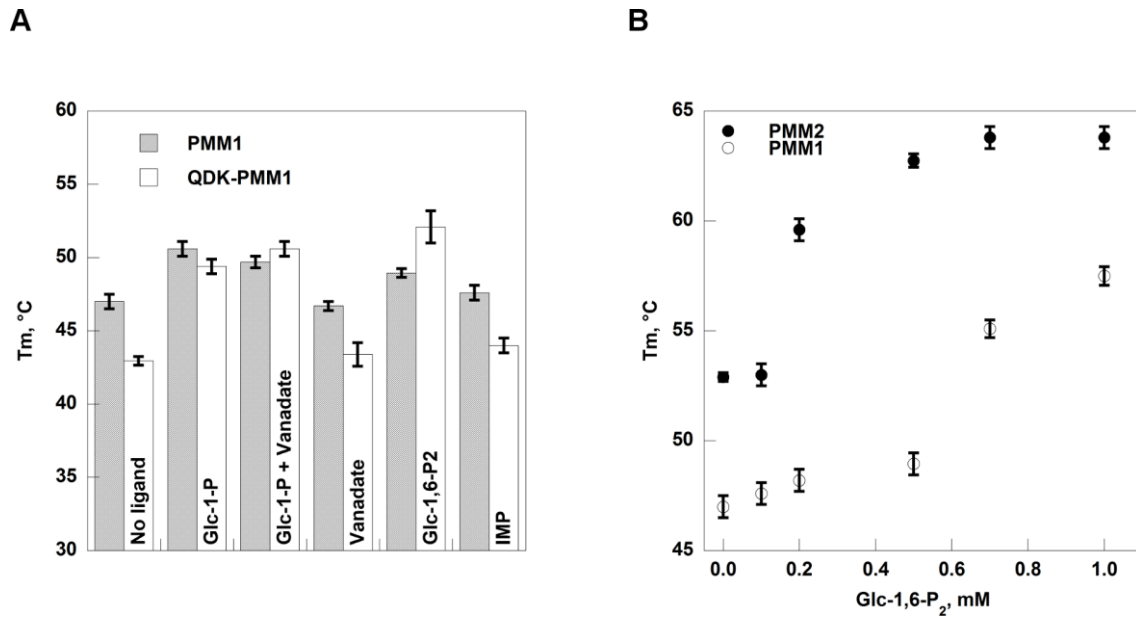 A
60
55
50
45
40
35
30
Tm, °C
PMM1
QDK-PMM1
No ligand
Glc-1-P
Glc-1-P + Vanadate
Vanadate
Glc-1,6-P2
IMP
B
65
60
55
50
45
Tm, °C
PMM2
PMM1
0.0 0.2 0.4 0.6 0.8 1.0
Glc-1,6-P₂, mM